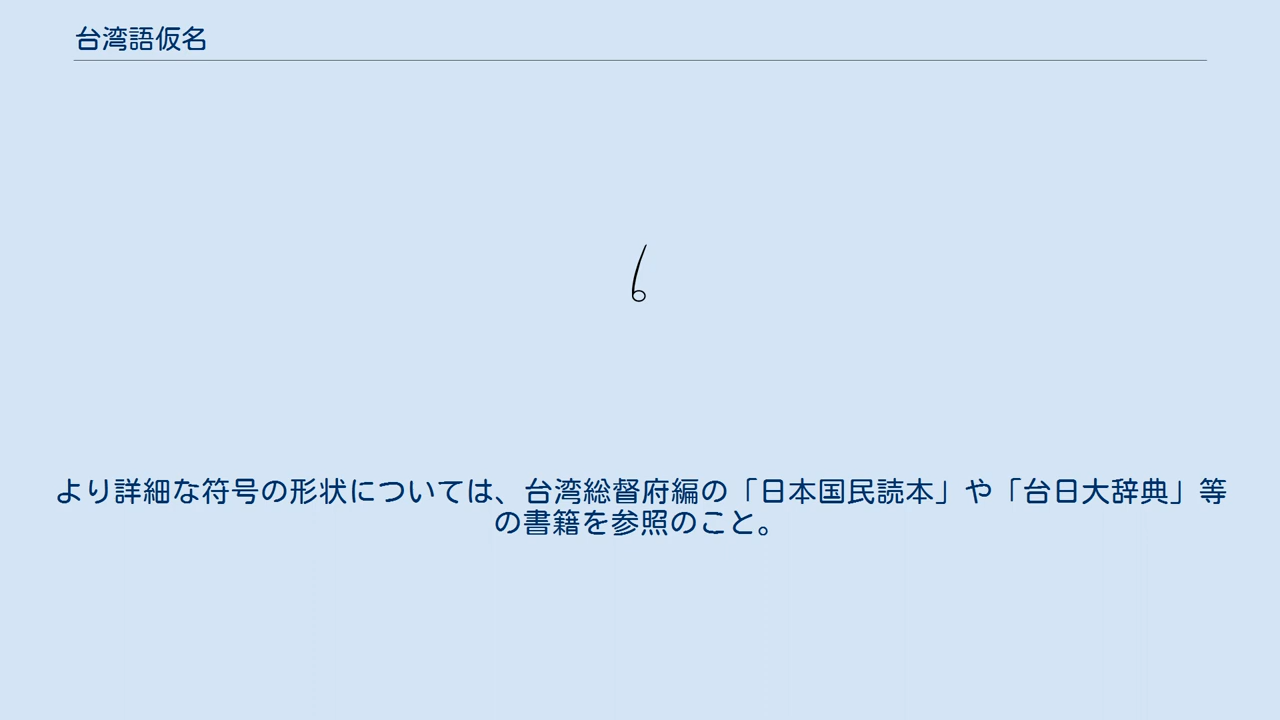 台湾語仮名
より詳細な符号の形状については、台湾総督府編の「日本国民読本」や「台日大辞典」等
の書籍を参照のこと。